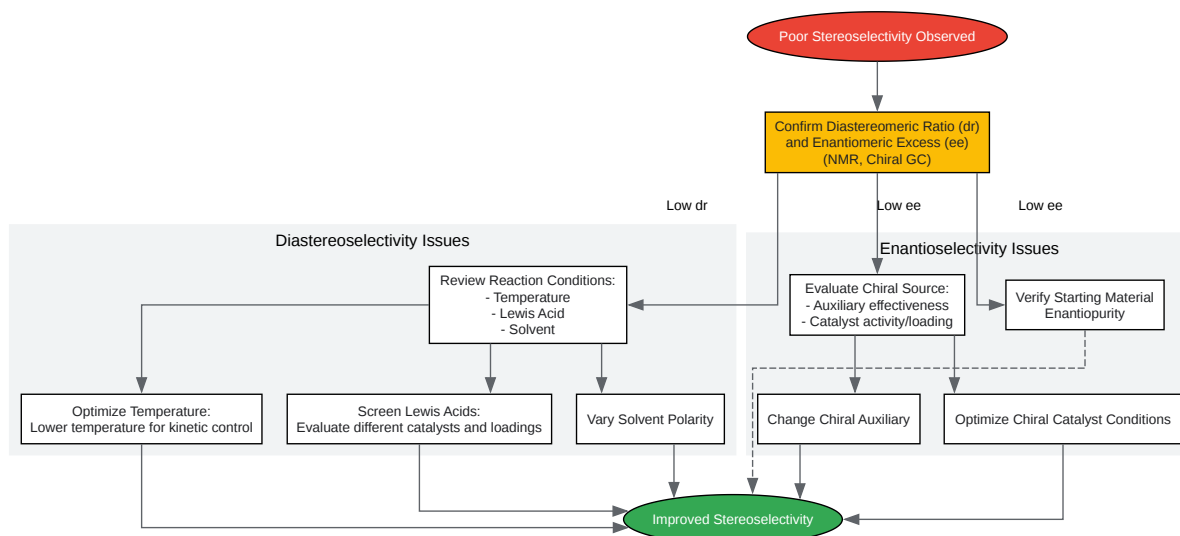 Poor Stereoselectivity Observed
Confirm Diastereomeric Ratio (dr)
and Enantiomeric Excess (ee)
(NMR, Chiral GC)
Low dr
Low ee
Low ee
Diastereoselectivity Issues
Enantioselectivity Issues
Review Reaction Conditions:
- Temperature
- Lewis Acid
- Solvent
Evaluate Chiral Source:
- Auxiliary effectiveness
- Catalyst activity/loading
Verify Starting Material
Enantiopurity
Optimize Temperature:
Lower temperature for kinetic control
Screen Lewis Acids:
Evaluate different catalysts and loadings
Vary Solvent Polarity
Change Chiral Auxiliary
Optimize Chiral Catalyst Conditions
Improved Stereoselectivity